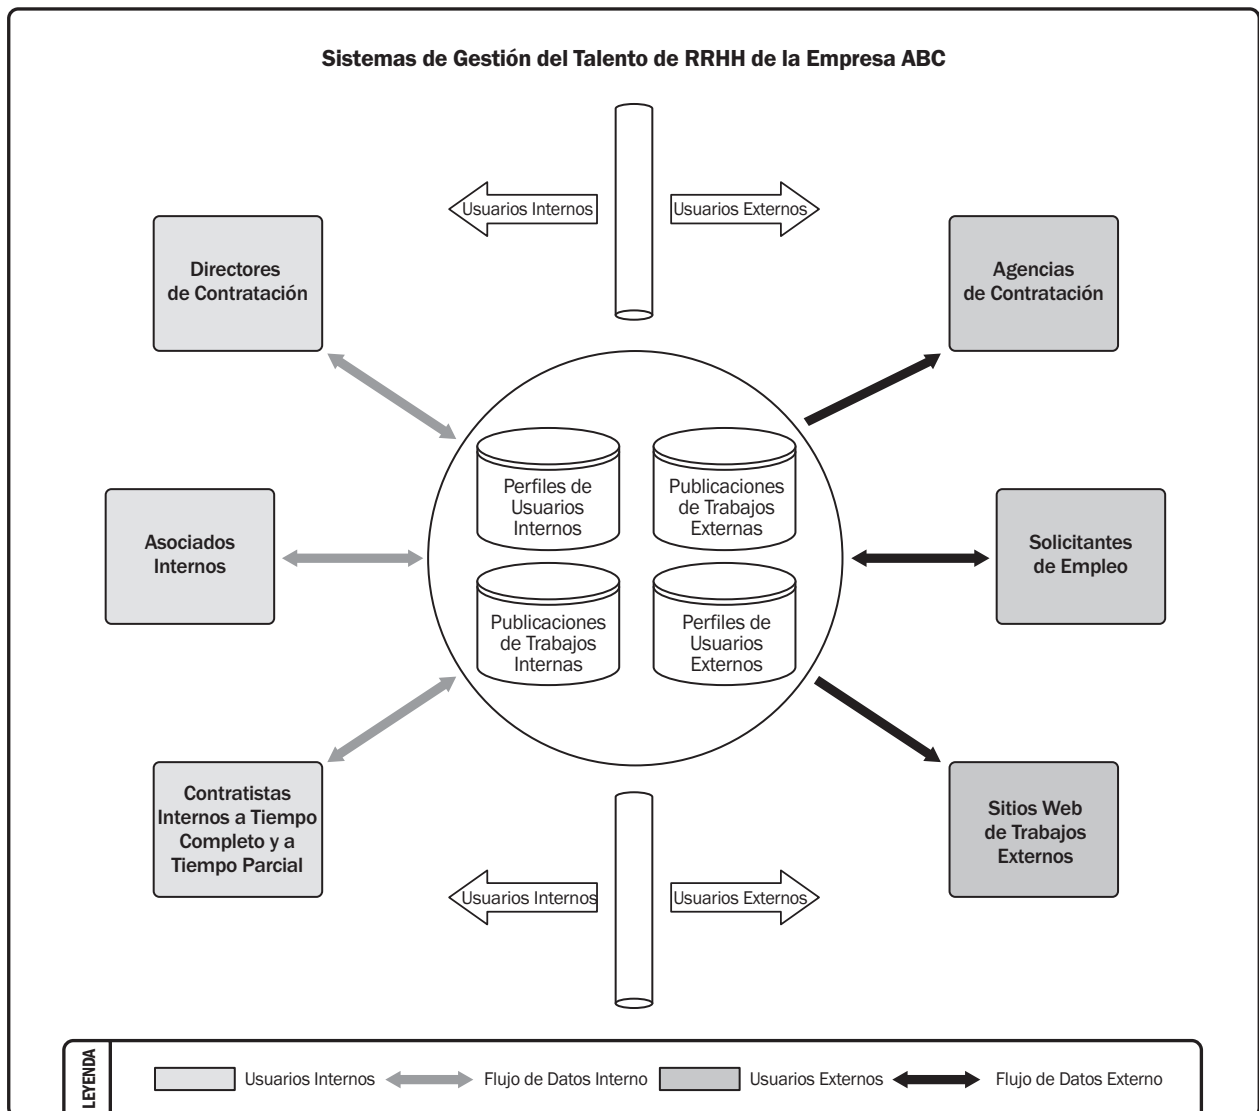 Sistemas de Gestión del Talento de RRHH de la Empresa ABC
Usuarios Internos
Usuarios Externos
Directores
de Contratación
Agencias
de Contratación
Perfiles de
Usuarios
Internos
Publicaciones
de Trabajos
Externas
Asociados
Internos
Solicitantes
de Empleo
Publicaciones
de Trabajos
Internas
Perfiles de
Usuarios
Externos
Contratistas
Internos a Tiempo
Completo y a
Tiempo Parcial
Sitios Web
de Trabajos
Externos
Usuarios Internos
Usuarios Externos
LEYENDA
Usuarios Internos
Flujo de Datos Interno
Usuarios Externos
Flujo de Datos Externo